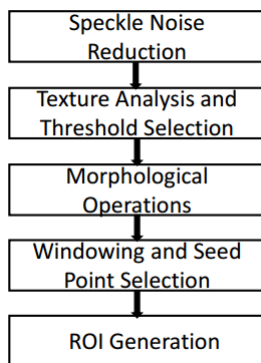 Speckle Noise
Reduction
Texture Analysis and
Threshold Selection
Morphological
Operations
Windowing and Seed
Point Selection
ROI Generation